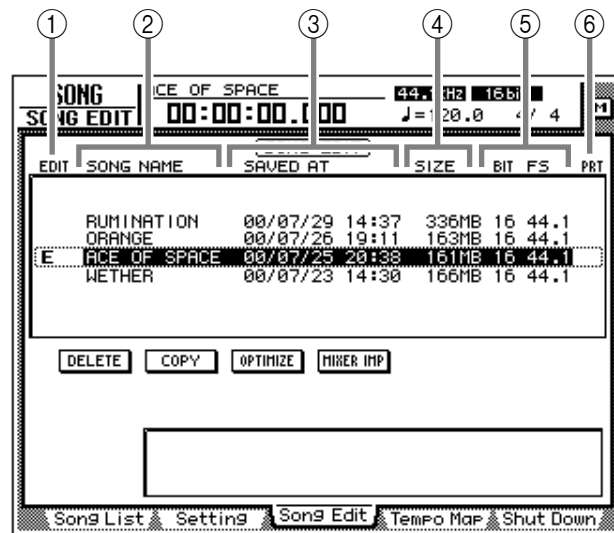 ① ② ③ ④ ⑤ ⑥
SONG ACE OF SPACE 44.1kHz 16bit
SONG EDIT 00:00:00.000 ♩=120.0 4/ 4 M
EDIT SONG NAME SAVED AT SIZE BIT FS PRT
RUMINATION 00/07/29 14:37 336MB 16 44.1
ORANGE 00/07/26 19:11 163MB 16 44.1
E ACE OF SPACE 00/07/25 20:38 161MB 16 44.1
WETHER 00/07/23 14:30 166MB 16 44.1
DELETE COPY OPTIMIZE MIXER IMP
Song List Setting Song Edit Tempo Map Shut Down